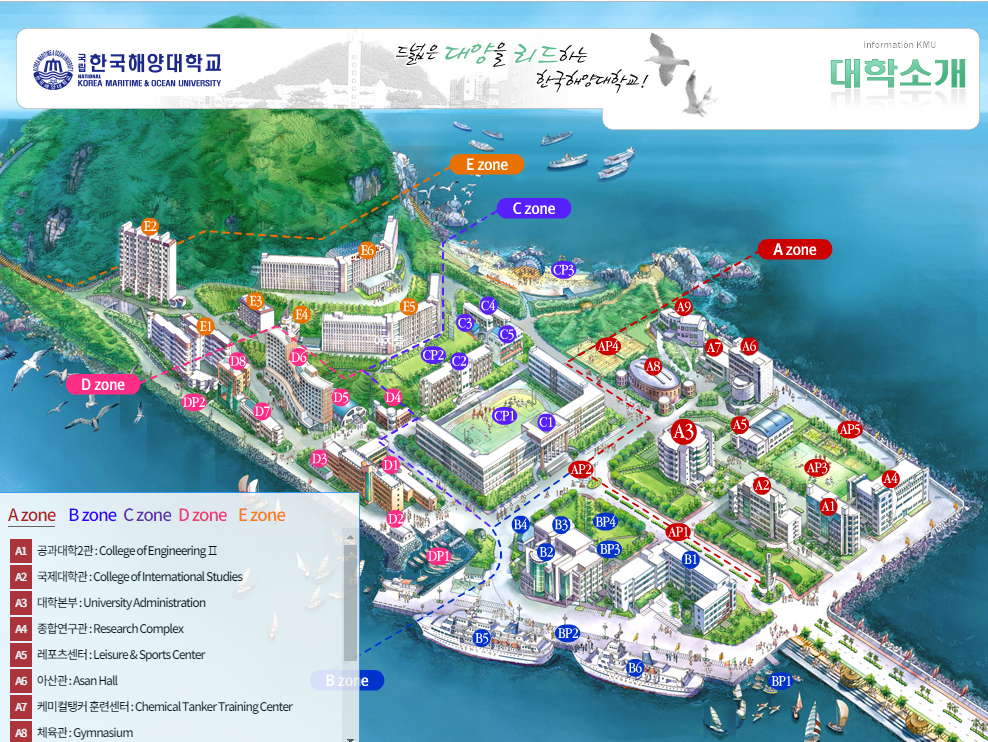 국립 한국해양대학교
NATIONAL
KOREA MARITIME & OCEAN UNIVERSITY
드넓은 대양을 리드하는
한국해양대학교!
Information KMU
대학소개
E zone
C zone
A zone
E2
E6
CP3
E3
E4
E5
C4
A9
E1
C3
C5
D6
CP2
C2
AP4
A7
A6
D zone
D8
A8
DP2
D7
D5
D4
CP1
C1
A3
A5
AP5
D3
D1
AP2
AP3
A4
A2
D2
B4
B3
BP4
AP1
A1
DP1
B2
BP3
B1
B5
BP2
B6
BP1
B zone
A zone B zone C zone D zone E zone
A1 공과대학2관 : College of Engineering Ⅱ
A2 국제대학관 : College of International Studies
A3 대학본부 : University Administration
A4 종합연구관 : Research Complex
A5 레포츠센터 : Leisure & Sports Center
A6 아산관 : Asan Hall
A7 케미컬탱커 훈련센터 : Chemical Tanker Training Center
A8 체육관 : Gymnasium